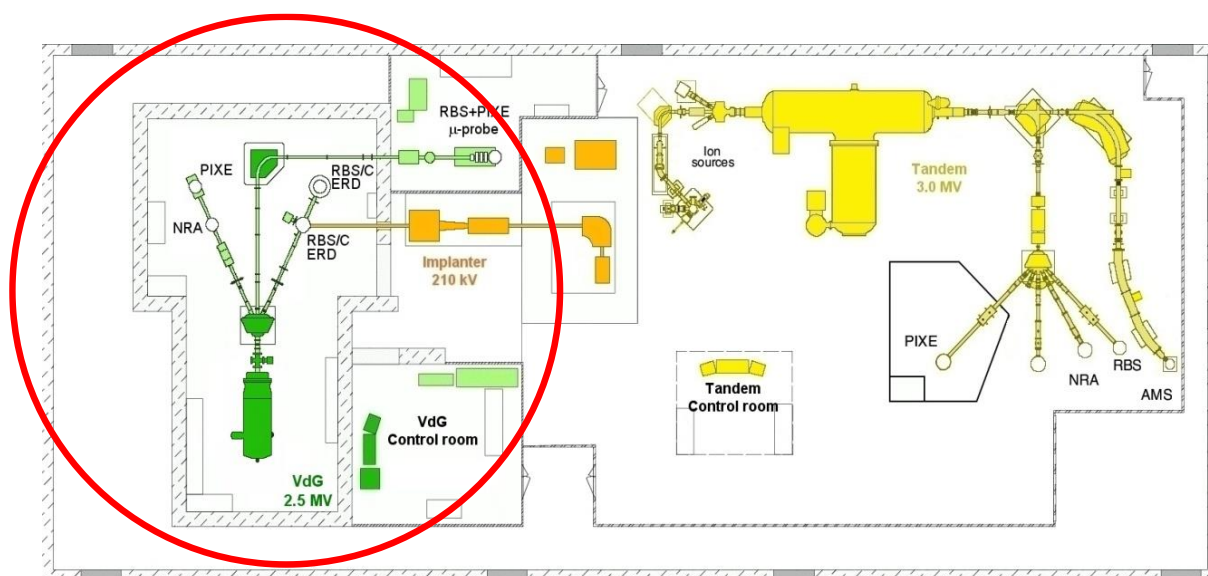 RBS+PIXE
μ-probe
PIXE
RBS/C
ERD
NRA
RBS/C
ERD
Implanter
210 kV
VdG
Control room
VdG
2.5 MV
Ion
sources
Tandem
3.0 MV
PIXE
Tandem
Control room
NRA
RBS
AMS